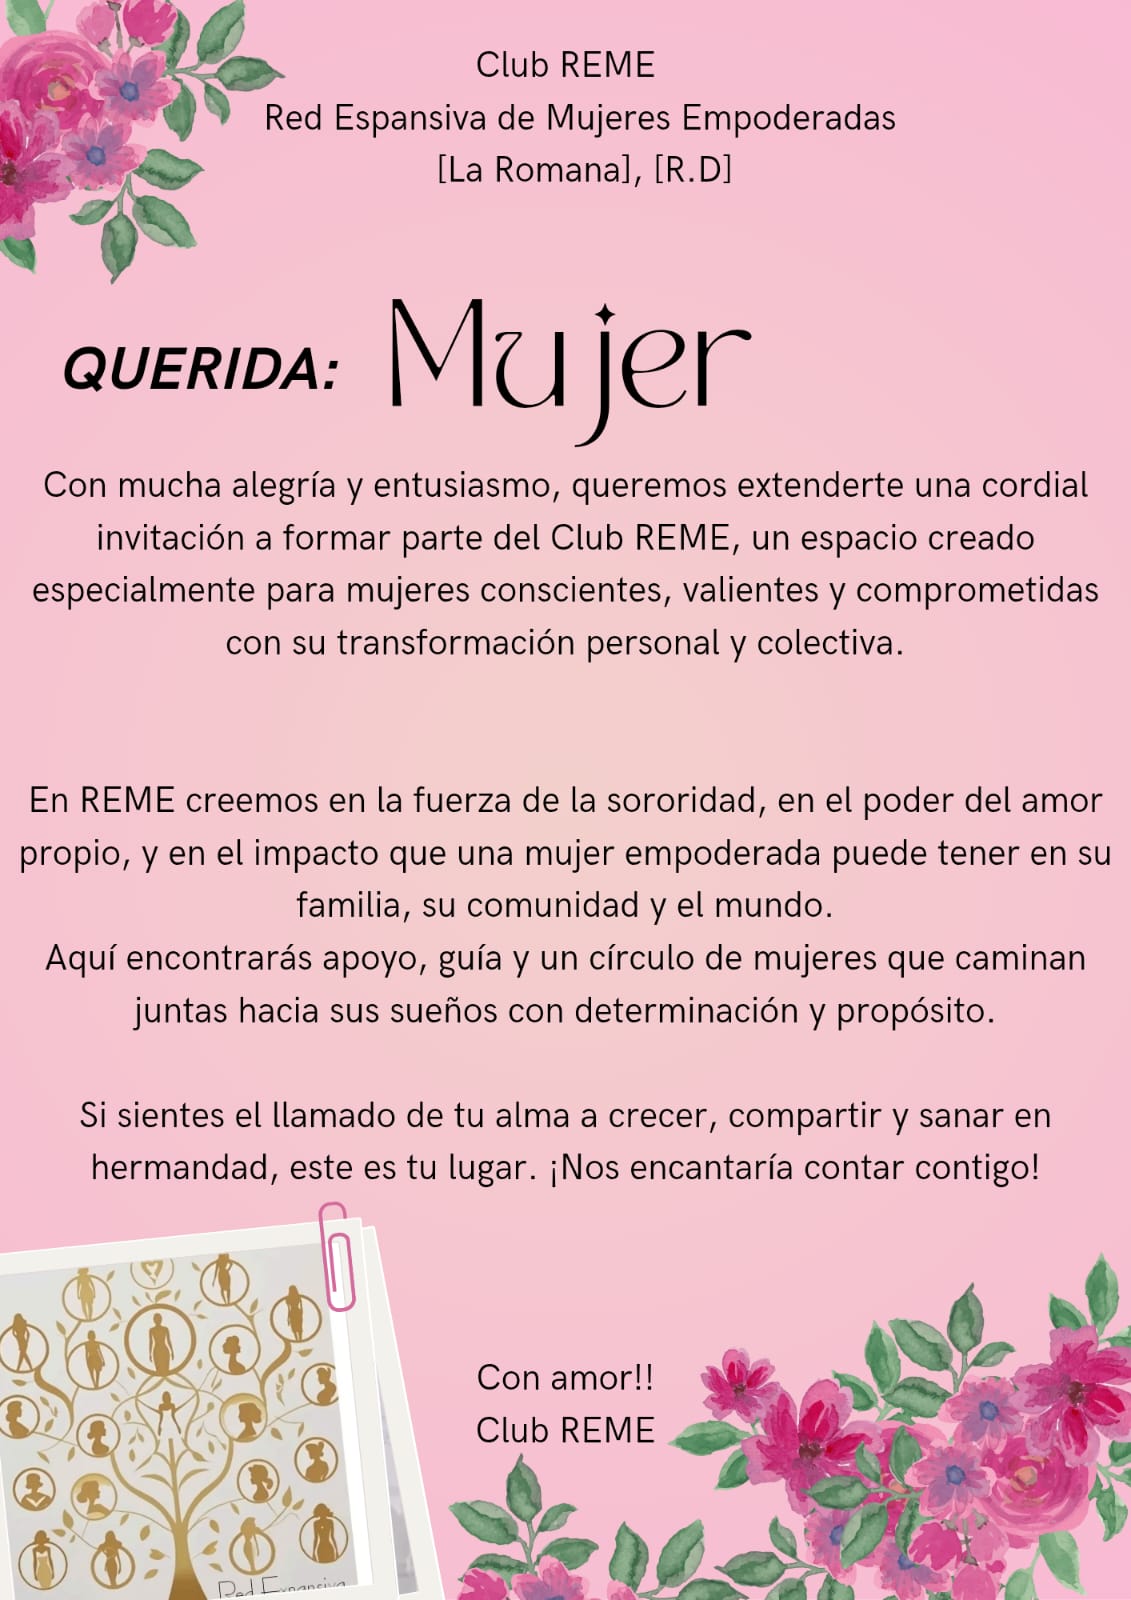 Club REME
Red Espansiva de Mujeres Empoderadas
[La Romana], [R.D]
QUERIDA: Mujer
Con mucha alegría y entusiasmo, queremos extenderte una cordial
invitación a formar parte del Club REME, un espacio creado
especialmente para mujeres conscientes, valientes y comprometidas
con su transformación personal y colectiva.
En REME creemos en la fuerza de la sororidad, en el poder del amor
propio, y en el impacto que una mujer empoderada puede tener en su
familia, su comunidad y el mundo.
Aquí encontrarás apoyo, guía y un círculo de mujeres que caminan
juntas hacia sus sueños con determinación y propósito.
Si sientes el llamado de tu alma a crecer, compartir y sanar en
hermandad, este es tu lugar. ¡Nos encantaría contar contigo!
Con amor!!
Club REME
Red Expansiva